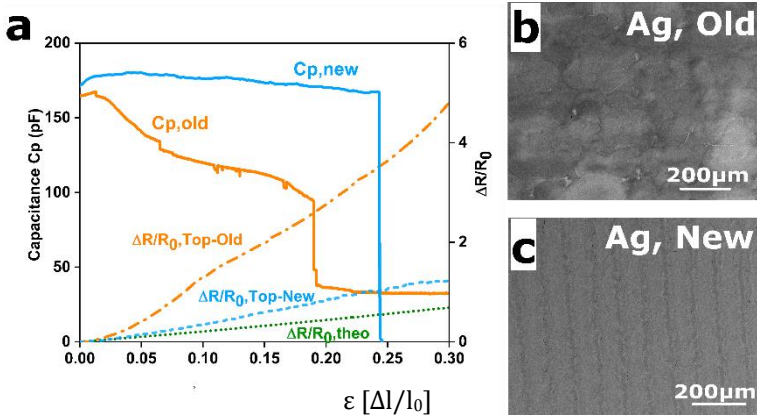 a
Cp,new
Cp,old
ΔR/R₀,Top-Old
ΔR/R₀,Top-New
ΔR/R₀,theo
Capacitance Cp (pF)
200
150
100
50
0
ΔR/R₀
6
4
2
0
0.00 0.05 0.10 0.15 0.20 0.25 0.30
,
ε [Δl/l₀]
b
Ag, Old
200μm
c
Ag, New
200μm